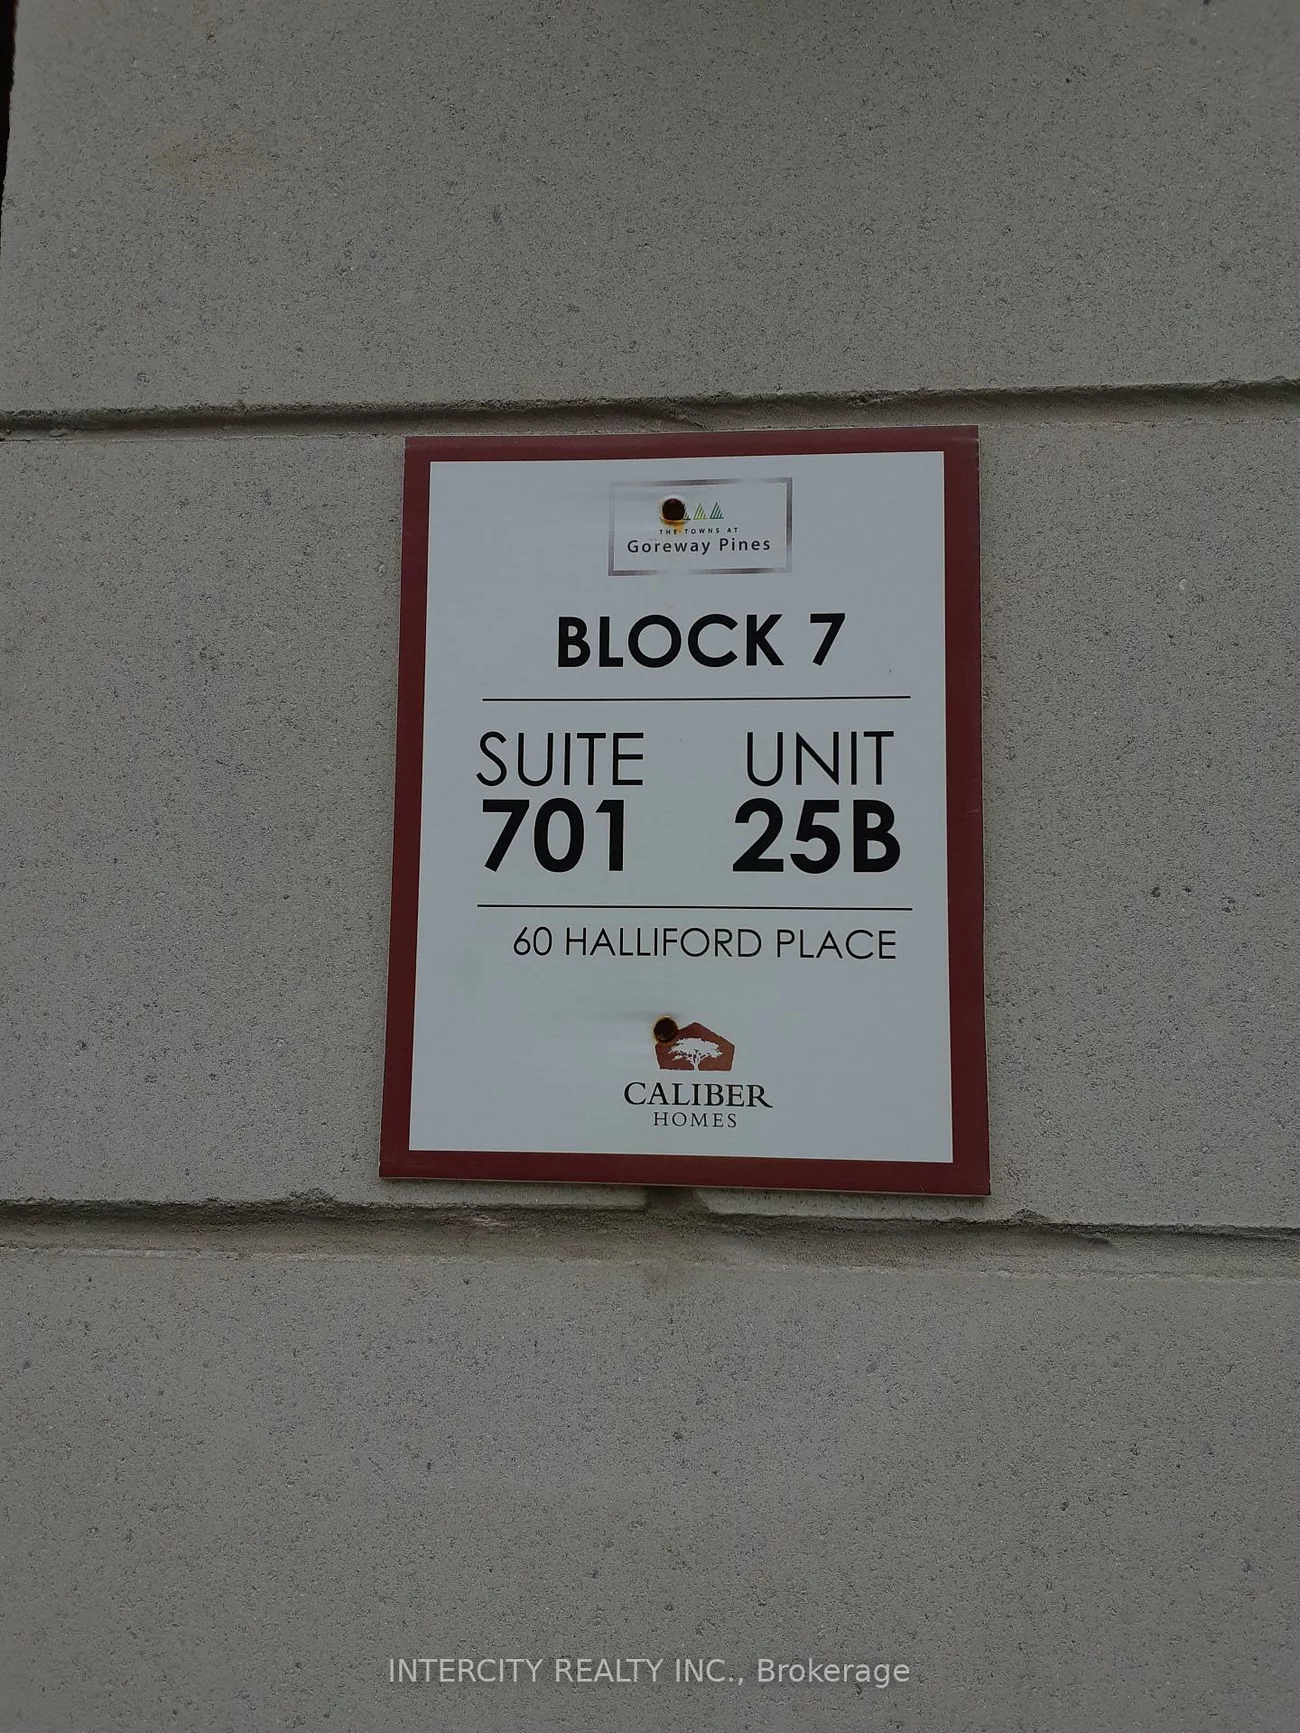 THE TOWNS AT
Goreway Pines
BLOCK 7
SUITE UNIT
701 25B
60 HALLIFORD PLACE
CALIBER
HOMES
INTERCITY REALTY INC., Brokerage